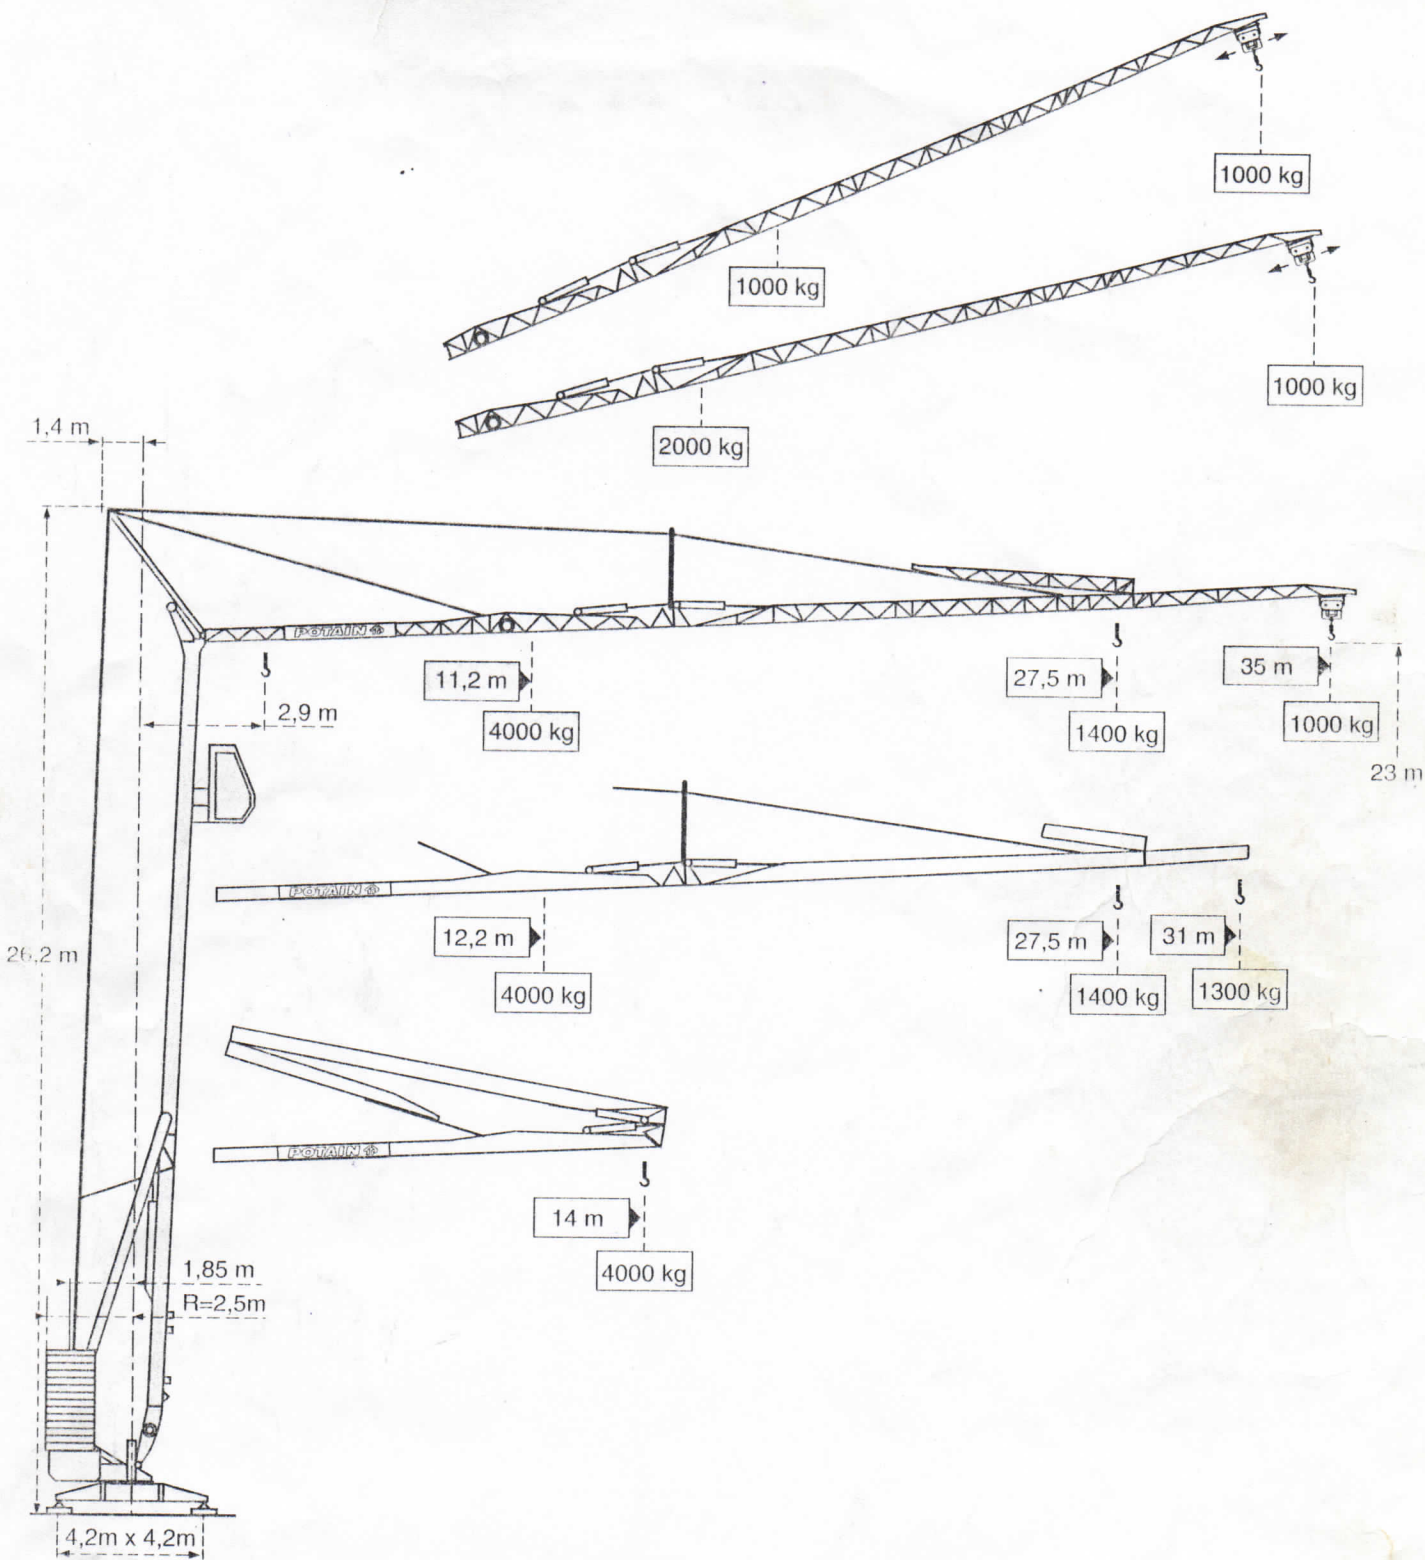 1000 kg
1000 kg
1000 kg
2000 kg
1,4 m
POTAIN
11,2 m
4000 kg
27,5 m
1400 kg
35 m
1000 kg
2,9 m
23 m
POTAIN
12,2 m
4000 kg
27,5 m
1400 kg
31 m
1300 kg
26,2 m
POTAIN
14 m
4000 kg
1,85 m
R=2,5m
4,2m x 4,2m